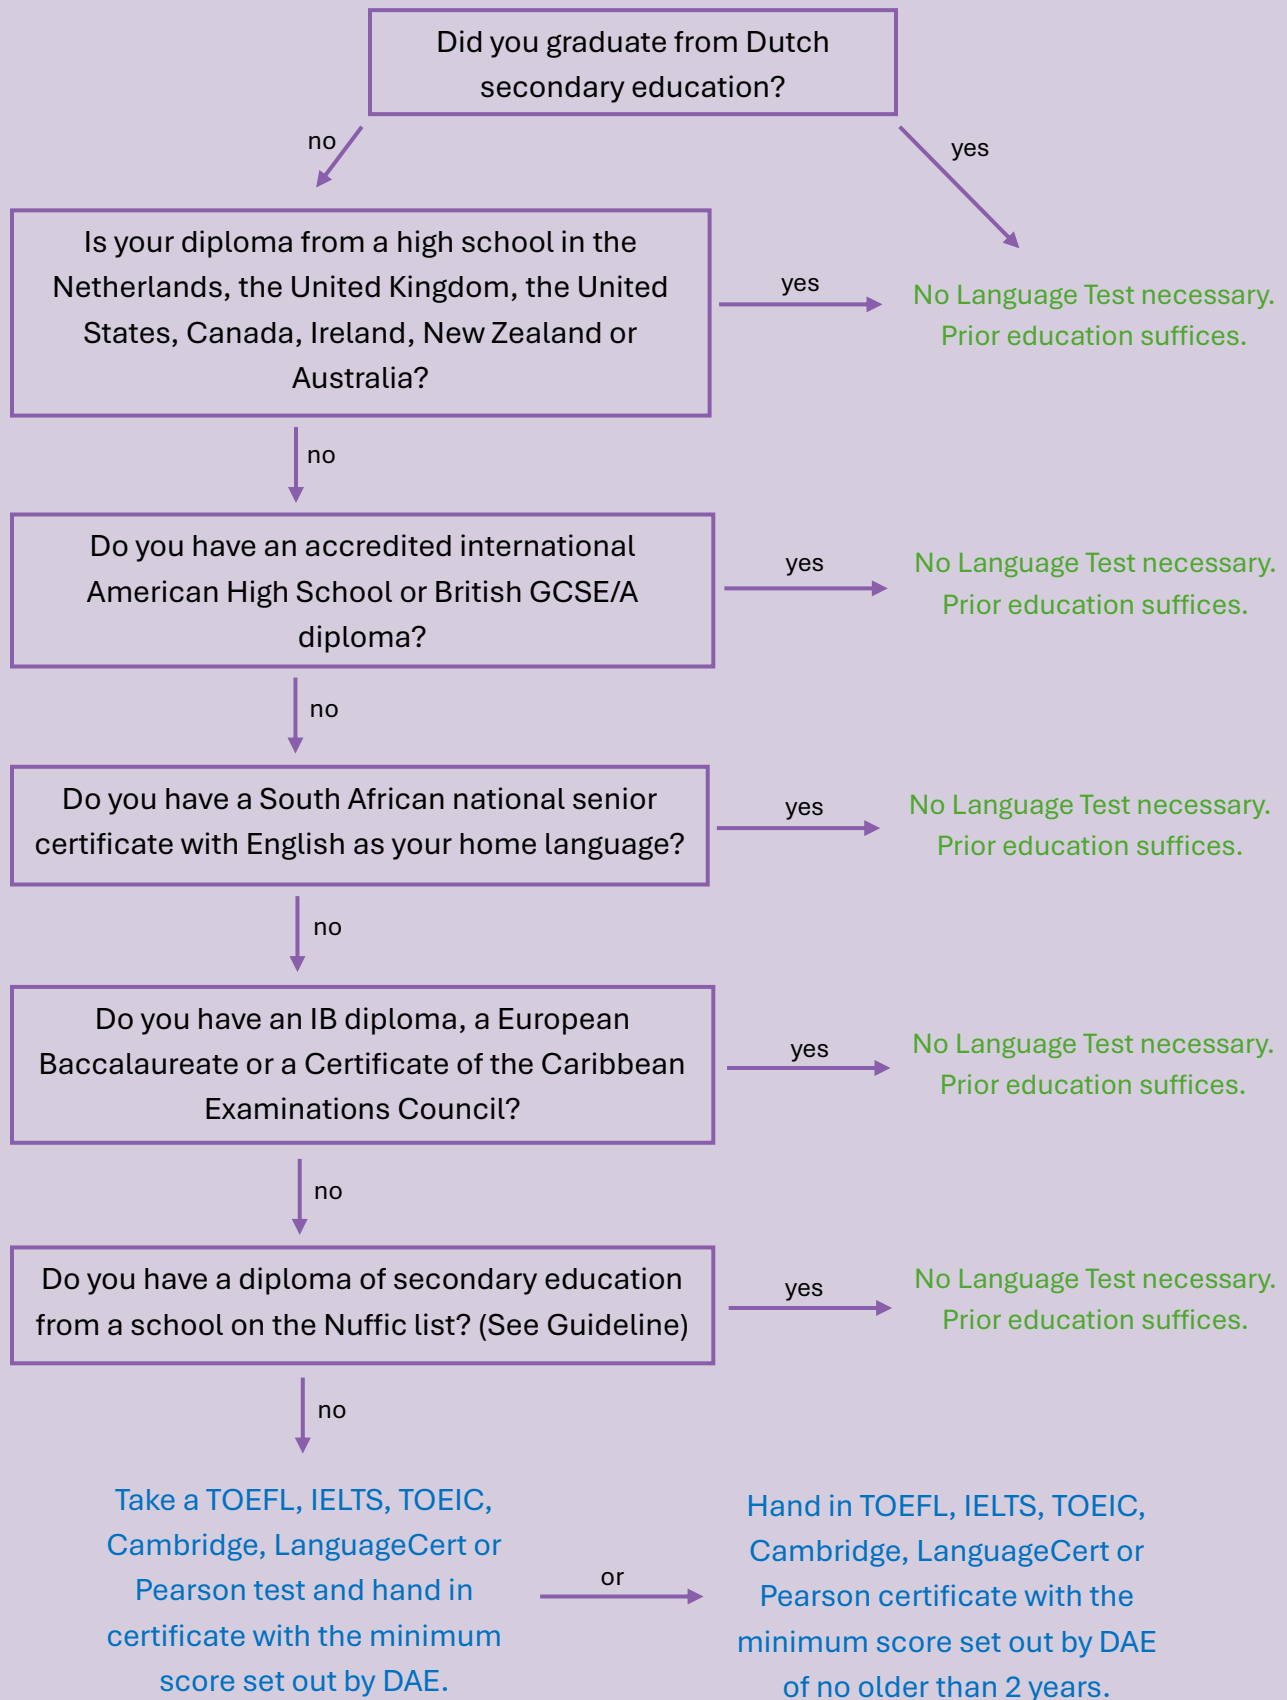 Did you graduate from Dutch
secondary education?
no
yes
Is your diploma from a high school in the
Netherlands, the United Kingdom, the United
States, Canada, Ireland, New Zealand or
Australia?
yes
No Language Test necessary.
Prior education suffices.
no
Do you have an accredited international
American High School or British GCSE/A
diploma?
yes
No Language Test necessary.
Prior education suffices.
no
Do you have a South African national senior
certificate with English as your home language?
yes
No Language Test necessary.
Prior education suffices.
no
Do you have an IB diploma, a European
Baccalaureate or a Certificate of the Caribbean
Examinations Council?
yes
No Language Test necessary.
Prior education suffices.
no
Do you have a diploma of secondary education
from a school on the Nuffic list? (See Guideline)
yes
No Language Test necessary.
Prior education suffices.
no
Take a TOEFL, IELTS, TOEIC,
Cambridge, LanguageCert or
Pearson test and hand in
certificate with the minimum
score set out by DAE.
or
Hand in TOEFL, IELTS, TOEIC,
Cambridge, LanguageCert or
Pearson certificate with the
minimum score set out by DAE
of no older than 2 years.